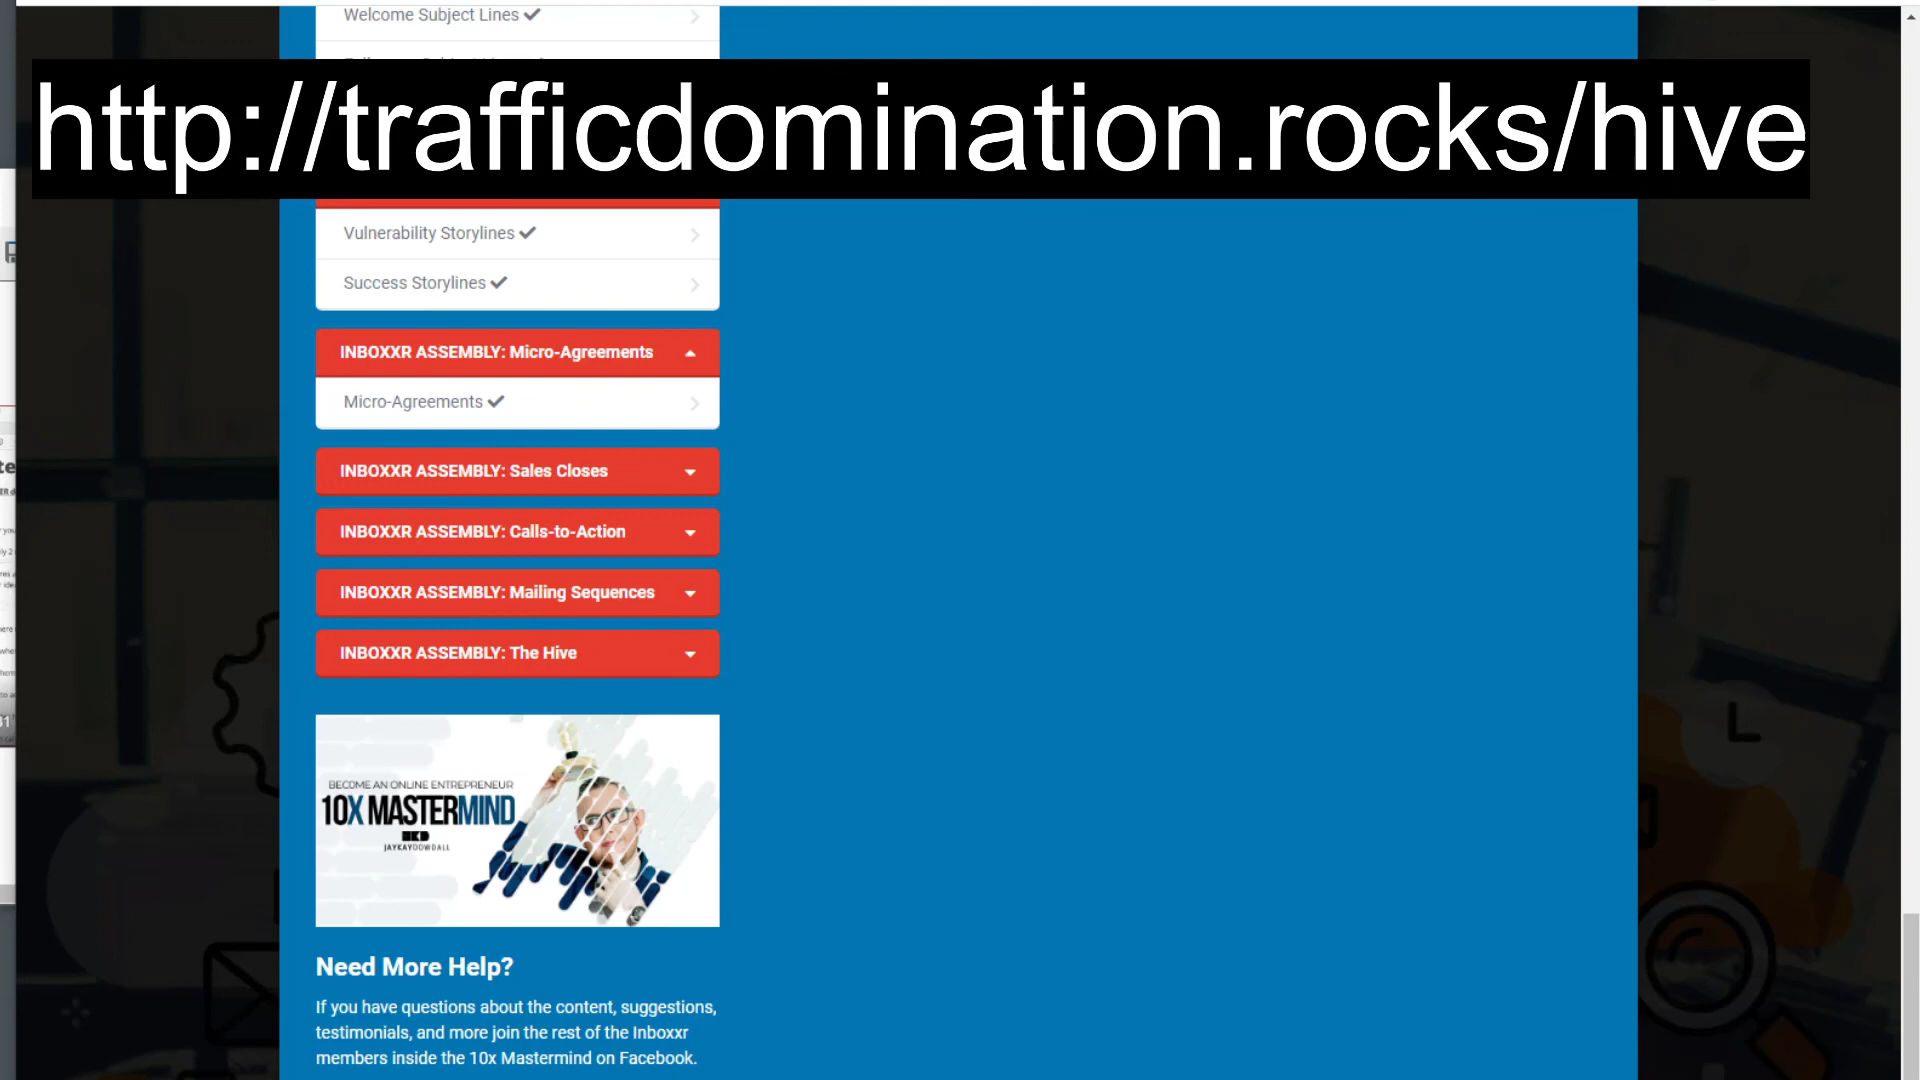 Welcome Subject Lines
http://trafficdomination.rocks/hive
Vulnerability Storylines
Success Storylines
INBOXXR ASSEMBLY: Micro-Agreements
Micro-Agreements
INBOXXR ASSEMBLY: Sales Closes
INBOXXR ASSEMBLY: Calls-to-Action
INBOXXR ASSEMBLY: Mailing Sequences
INBOXXR ASSEMBLY: The Hive
BECOME AN ONLINE ENTREPRENEUR
10X MASTERMIND
JAYKAYDOWDALL
Need More Help?
If you have questions about the content, suggestions,
testimonials, and more join the rest of the Inboxxr
members inside the 10x Mastermind on Facebook.